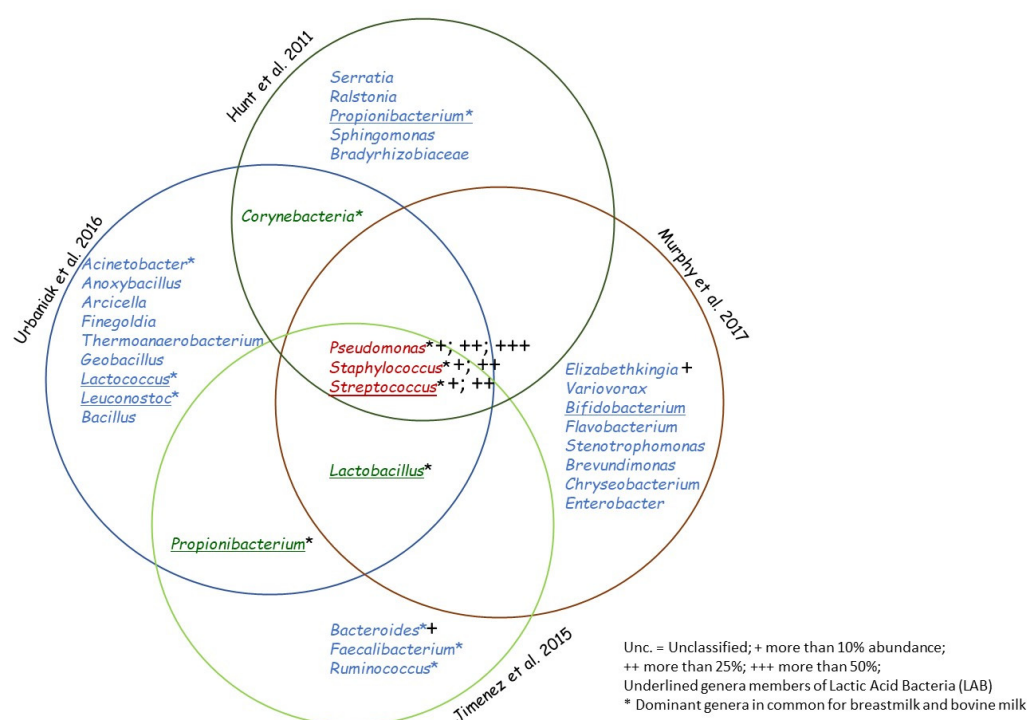 Hunt et al. 2011
Serratia
Ralstonia
Propionibacterium*
Sphingomonas
Bradyrhizobiaceae
Corynebacteria*
Urbaniak et al. 2016
Acinetobacter*
Anoxybacillus
Arcicella
Finegoldia
Thermoanaerobacterium
Geobacillus
Lactococcus*
Leuconostoc*
Bacillus
Murphy et al. 2017
Pseudomonas*+; ++; +++
Staphylococcus*+; ++
Streptococcus*+; ++
Elizabethkingia +
Variovorax
Bifidobacterium
Flavobacterium
Stenotrophomonas
Brevundimonas
Chryseobacterium
Enterobacter
Lactobacillus*
Propionibacterium*
Bacteroides*+
Faecalibacterium*
Ruminococcus*
Jimenez et al. 2015
Unc. = Unclassified; + more than 10% abundance;
++ more than 25%; +++ more than 50%;
Underlined genera members of Lactic Acid Bacteria (LAB)
* Dominant genera in common for breastmilk and bovine milk